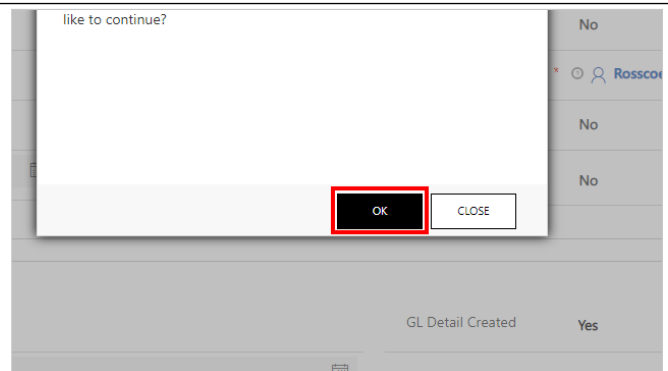 like to continue?
No
* Rosscoe
No
No
OK CLOSE
GL Detail Created Yes